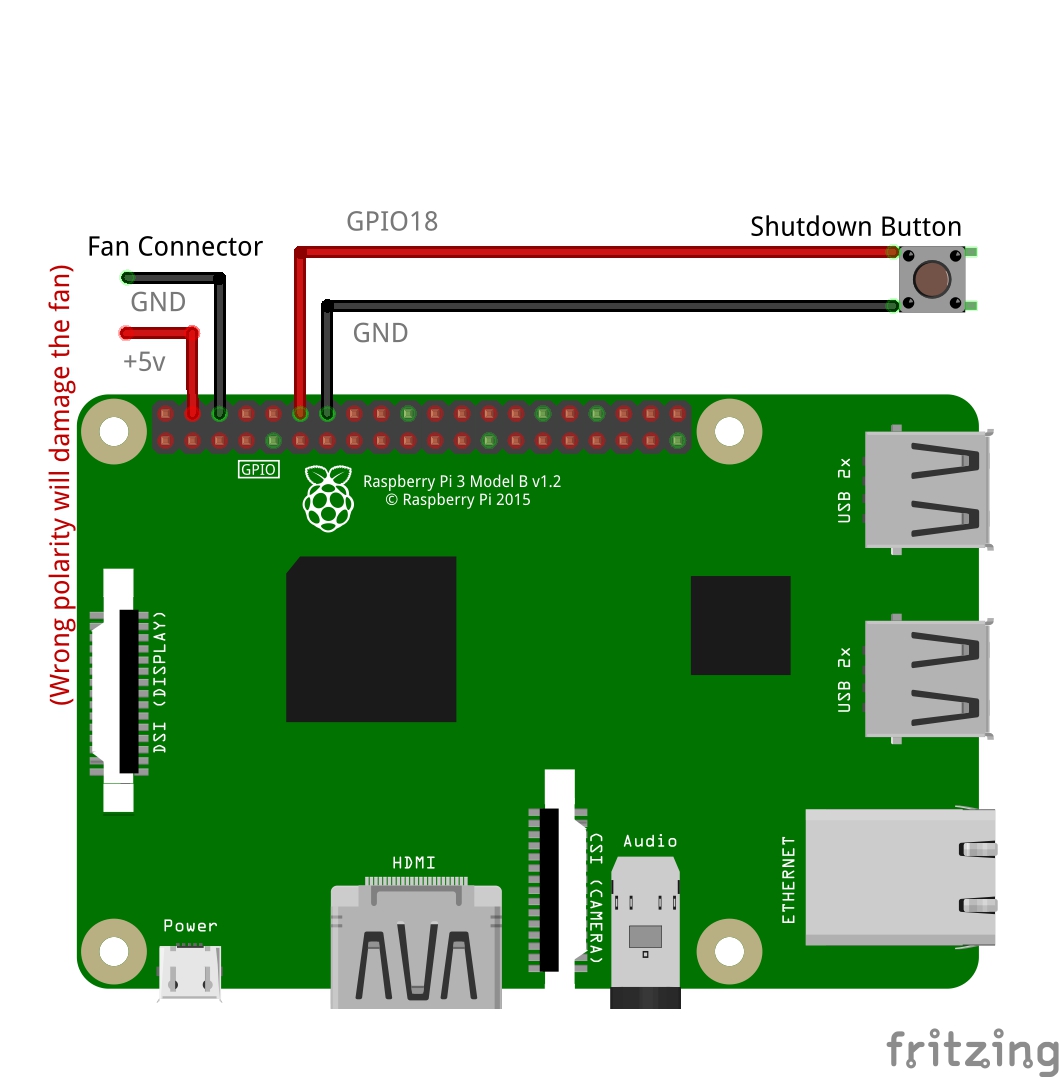 GPIO18
Shutdown Button
Fan Connector
GND
GND
+5v
(Wrong polarity will damage the fan)
GPIO
Raspberry Pi 3 Model B v1.2
© Raspberry Pi 2015
USB 2x
DSI (DISPLAY)
USB 2x
HDMI
CSI (CAMERA)
Audio
ETHERNET
Power
fritzing